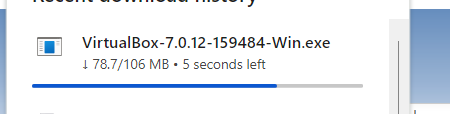 Recent download history
VirtualBox-7.0.12-159484-Win.exe
↓ 78.7/106 MB • 5 seconds left